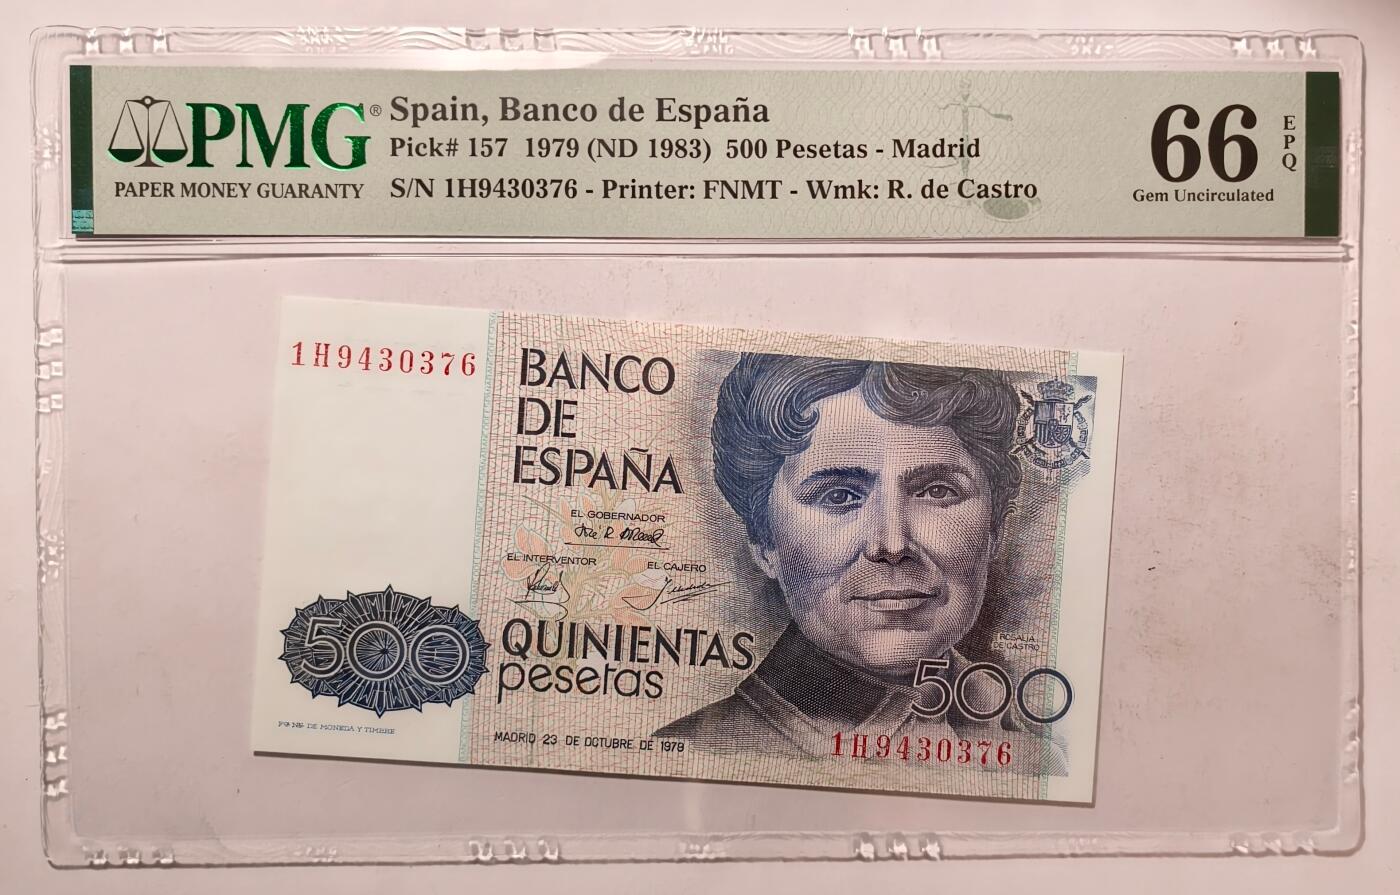 PMG®
PAPER MONEY GUARANTY
Spain, Banco de España
Pick# 157 1979 (ND 1983) 500 Pesetas - Madrid
S/N 1H9430376 - Printer: FNMT - Wmk: R. de Castro
66
EPQ
Gem Uncirculated
1H9430376
BANCO
DE
ESPAÑA
EL GOBERNADOR
EL INTERVENTOR
EL CAJERO
500
QUINIENTAS
pesetas
ROSALIA
DE CASTRO
500
DE MONEDA Y TIMBRE
MADRID 23 DE OCTUBRE DE 1979
1H9430376